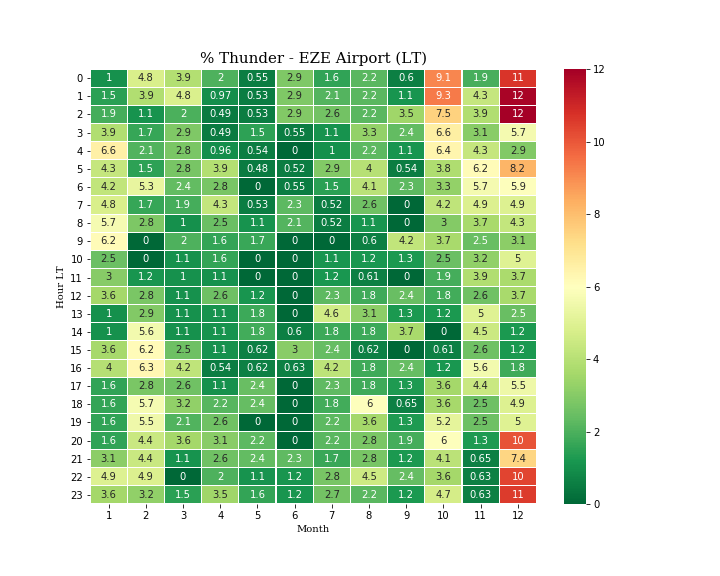 % Thunder - EZE Airport (LT)
0 1 4.8 3.9 2 0.55 2.9 1.6 2.2 0.6 9.1 1.9 11
1 1.5 3.9 4.8 0.97 0.53 2.9 2.1 2.2 1.1 9.3 4.3 12
2 1.9 1.1 2 0.49 0.53 2.9 2.6 2.2 3.5 7.5 3.9 12
3 3.9 1.7 2.9 0.49 1.5 0.55 1.1 3.3 2.4 6.6 3.1 5.7
4 6.6 2.1 2.8 0.96 0.54 0 1 2.2 1.1 6.4 4.3 2.9
5 4.3 1.5 2.8 3.9 0.48 0.52 2.9 4 0.54 3.8 6.2 8.2
6 4.2 5.3 2.4 2.8 0 0.55 1.5 4.1 2.3 3.3 5.7 5.9
7 4.8 1.7 1.9 4.3 0.53 2.3 0.52 2.6 0 4.2 4.9 4.9
8 5.7 2.8 1 2.5 1.1 2.1 0.52 1.1 0 3 3.7 4.3
9 6.2 0 2 1.6 1.7 0 0 0.6 4.2 3.7 2.5 3.1
10 2.5 0 1.1 1.6 0 0 1.1 1.2 1.3 2.5 3.2 5
11 3 1.2 1 1.1 0 0 1.2 0.61 0 1.9 3.9 3.7
12 3.6 2.8 1.1 2.6 1.2 0 2.3 1.8 2.4 1.8 2.6 3.7
13 1 2.9 1.1 1.1 1.8 0 4.6 3.1 1.3 1.2 5 2.5
14 1 5.6 1.1 1.1 1.8 0.6 1.8 1.8 3.7 0 4.5 1.2
15 3.6 6.2 2.5 1.1 0.62 3 2.4 0.62 0 0.61 2.6 1.2
16 4 6.3 4.2 0.54 0.62 0.63 4.2 1.8 2.4 1.2 5.6 1.8
17 1.6 2.8 2.6 1.1 2.4 0 2.3 1.8 1.3 3.6 4.4 5.5
18 1.6 5.7 3.2 2.2 2.4 0 1.8 6 0.65 3.6 2.5 4.9
19 1.6 5.5 2.1 2.6 0 0 2.2 3.6 1.3 5.2 2.5 5
20 1.6 4.4 3.6 3.1 2.2 0 2.2 2.8 1.9 6 1.3 10
21 3.1 4.4 1.1 2.6 2.4 2.3 1.7 2.8 1.2 4.1 0.65 7.4
22 4.9 4.9 0 2 1.1 1.2 2.8 4.5 2.4 3.6 0.63 10
23 3.6 3.2 1.5 3.5 1.6 1.2 2.7 2.2 1.2 4.7 0.63 11
1 2 3 4 5 6 7 8 9 10 11 12
Month
Hour LT
12
10
8
6
4
2
0